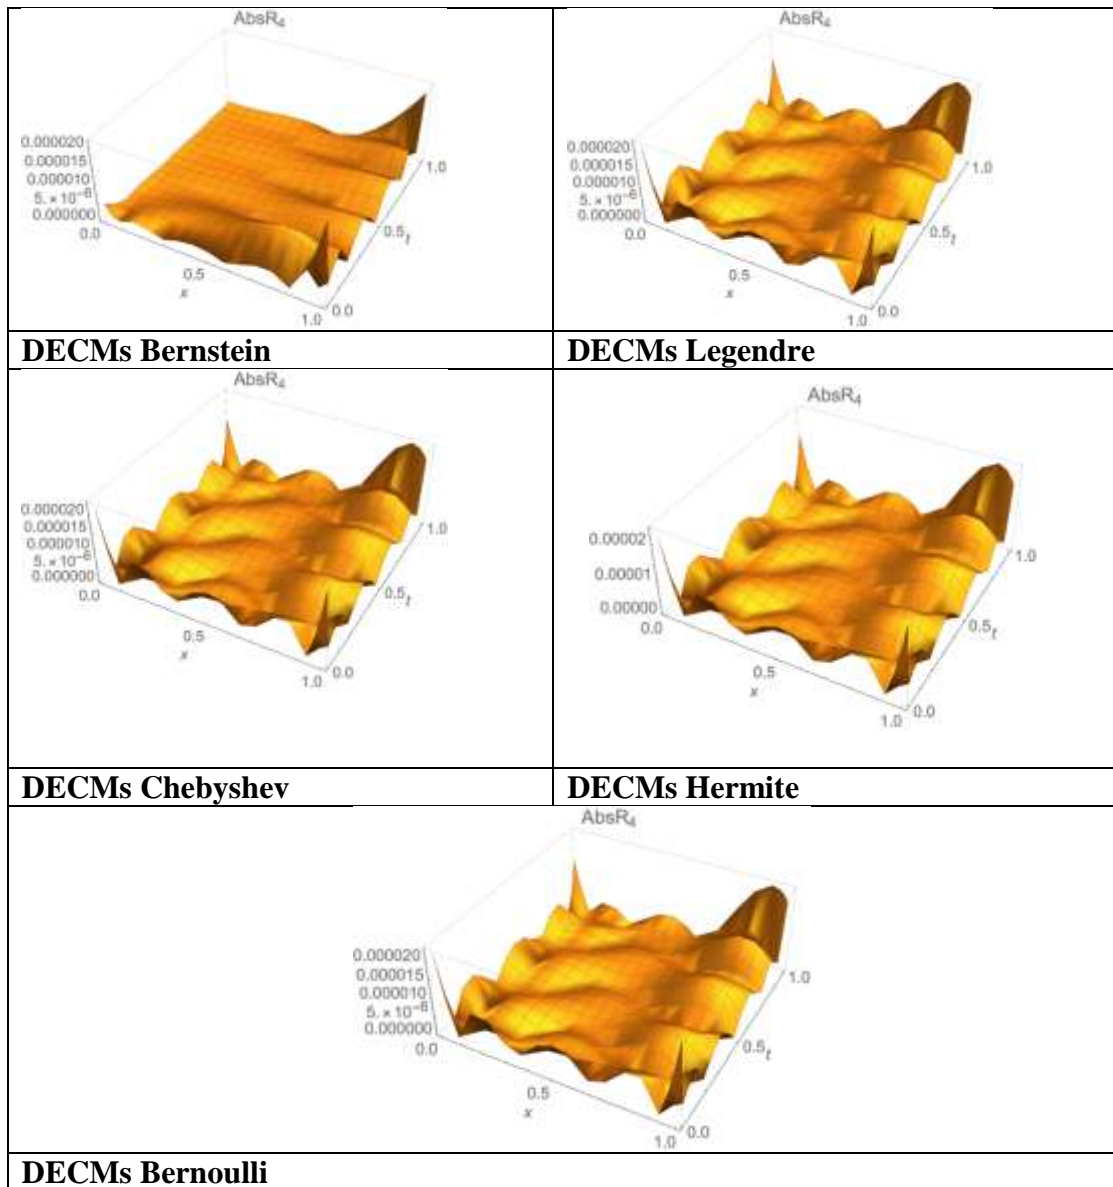 AbsR₄
0.000020
0.000015
0.000010
5.×10⁻⁶
0.000000
0.0
0.5
x
1.0
0.0
0.5
t
1.0
DECMs Bernstein
AbsR₄
0.000020
0.000015
0.000010
5.×10⁻⁶
0.000000
0.0
0.5
x
1.0
0.0
0.5
t
1.0
DECMs Legendre
AbsR₄
0.000020
0.000015
0.000010
5.×10⁻⁶
0.000000
0.0
0.5
x
1.0
0.0
0.5
t
1.0
DECMs Chebyshev
AbsR₄
0.00002
0.00001
0.00000
0.0
0.5
x
1.0
0.0
0.5
t
1.0
DECMs Hermite
AbsR₄
0.000020
0.000015
0.000010
5.×10⁻⁶
0.000000
0.0
0.5
x
1.0
0.0
0.5
t
1.0
DECMs Bernoulli